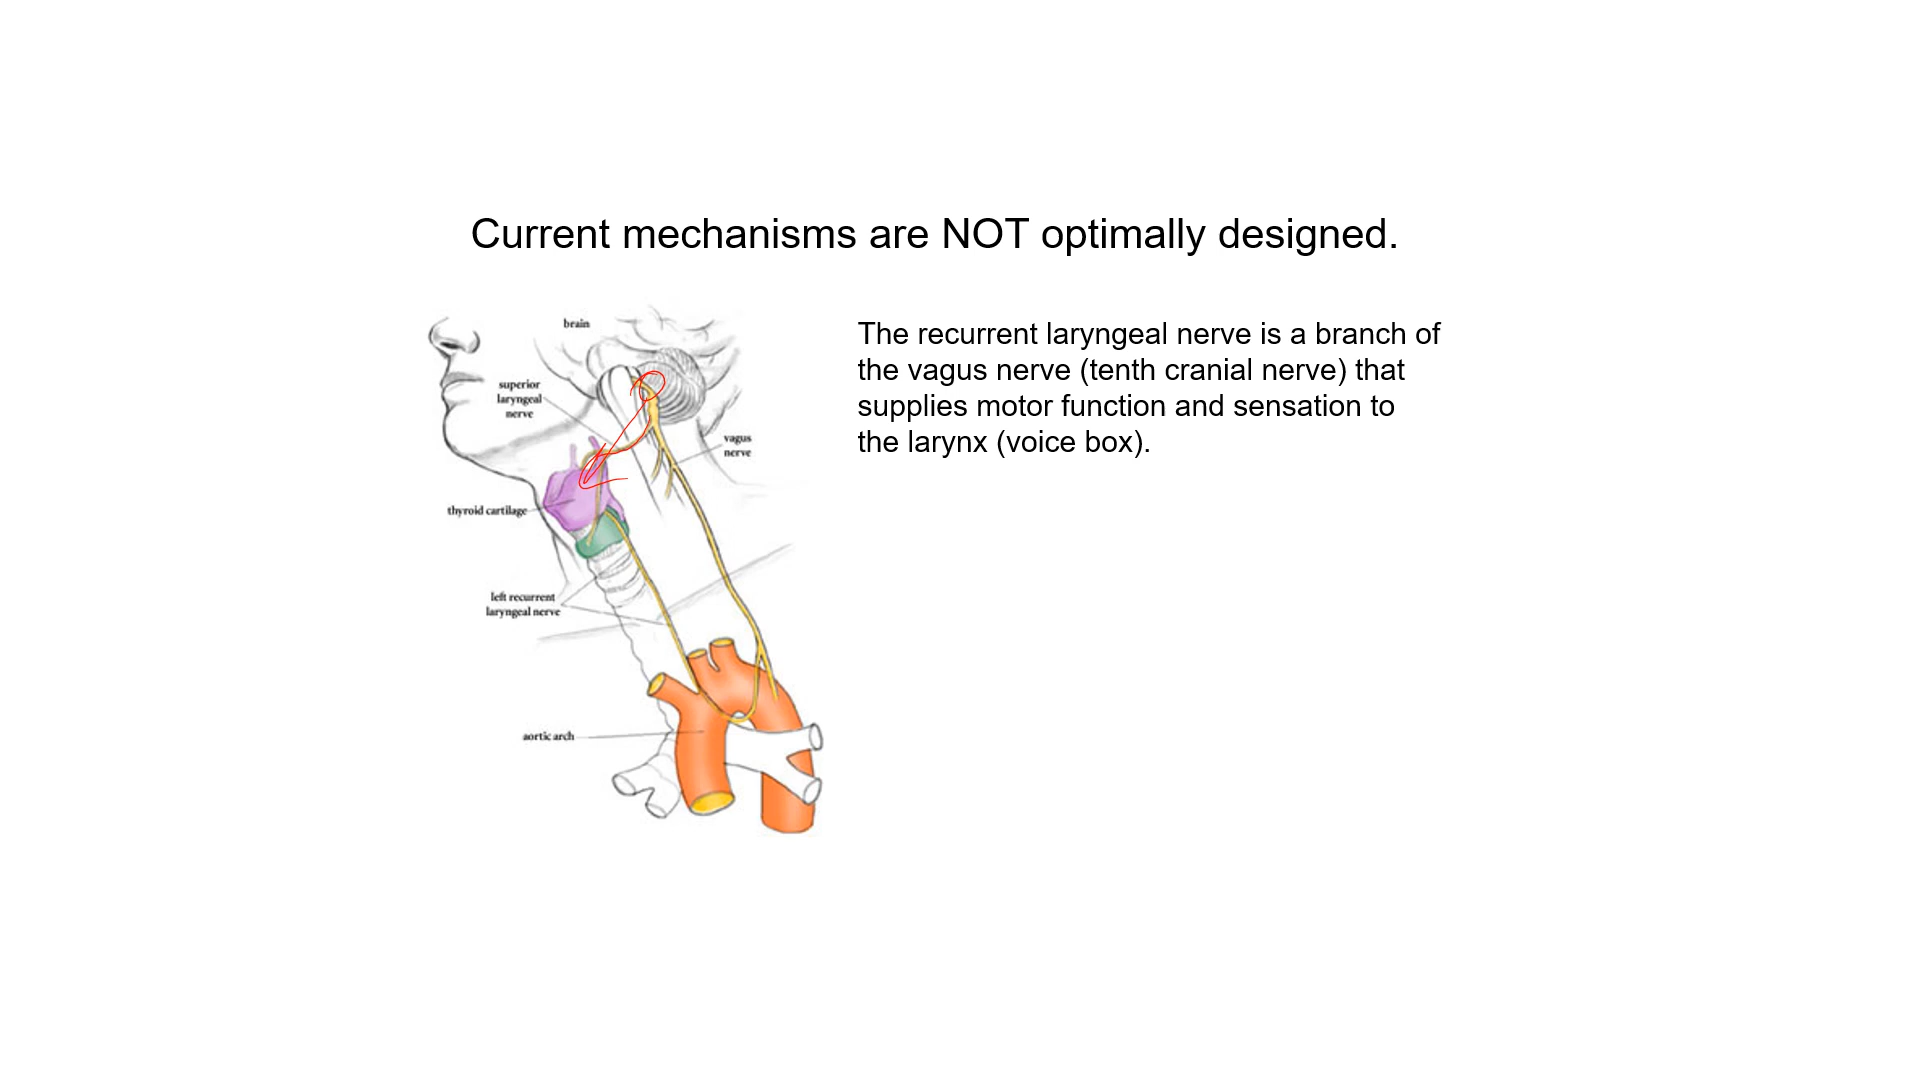 Current mechanisms are NOT optimally designed.
brain
superior
laryngeal
nerve
vagus
nerve
thyroid cartilage
left recurrent
laryngeal nerve
aortic arch
The recurrent laryngeal nerve is a branch of
the vagus nerve (tenth cranial nerve) that
supplies motor function and sensation to
the larynx (voice box).